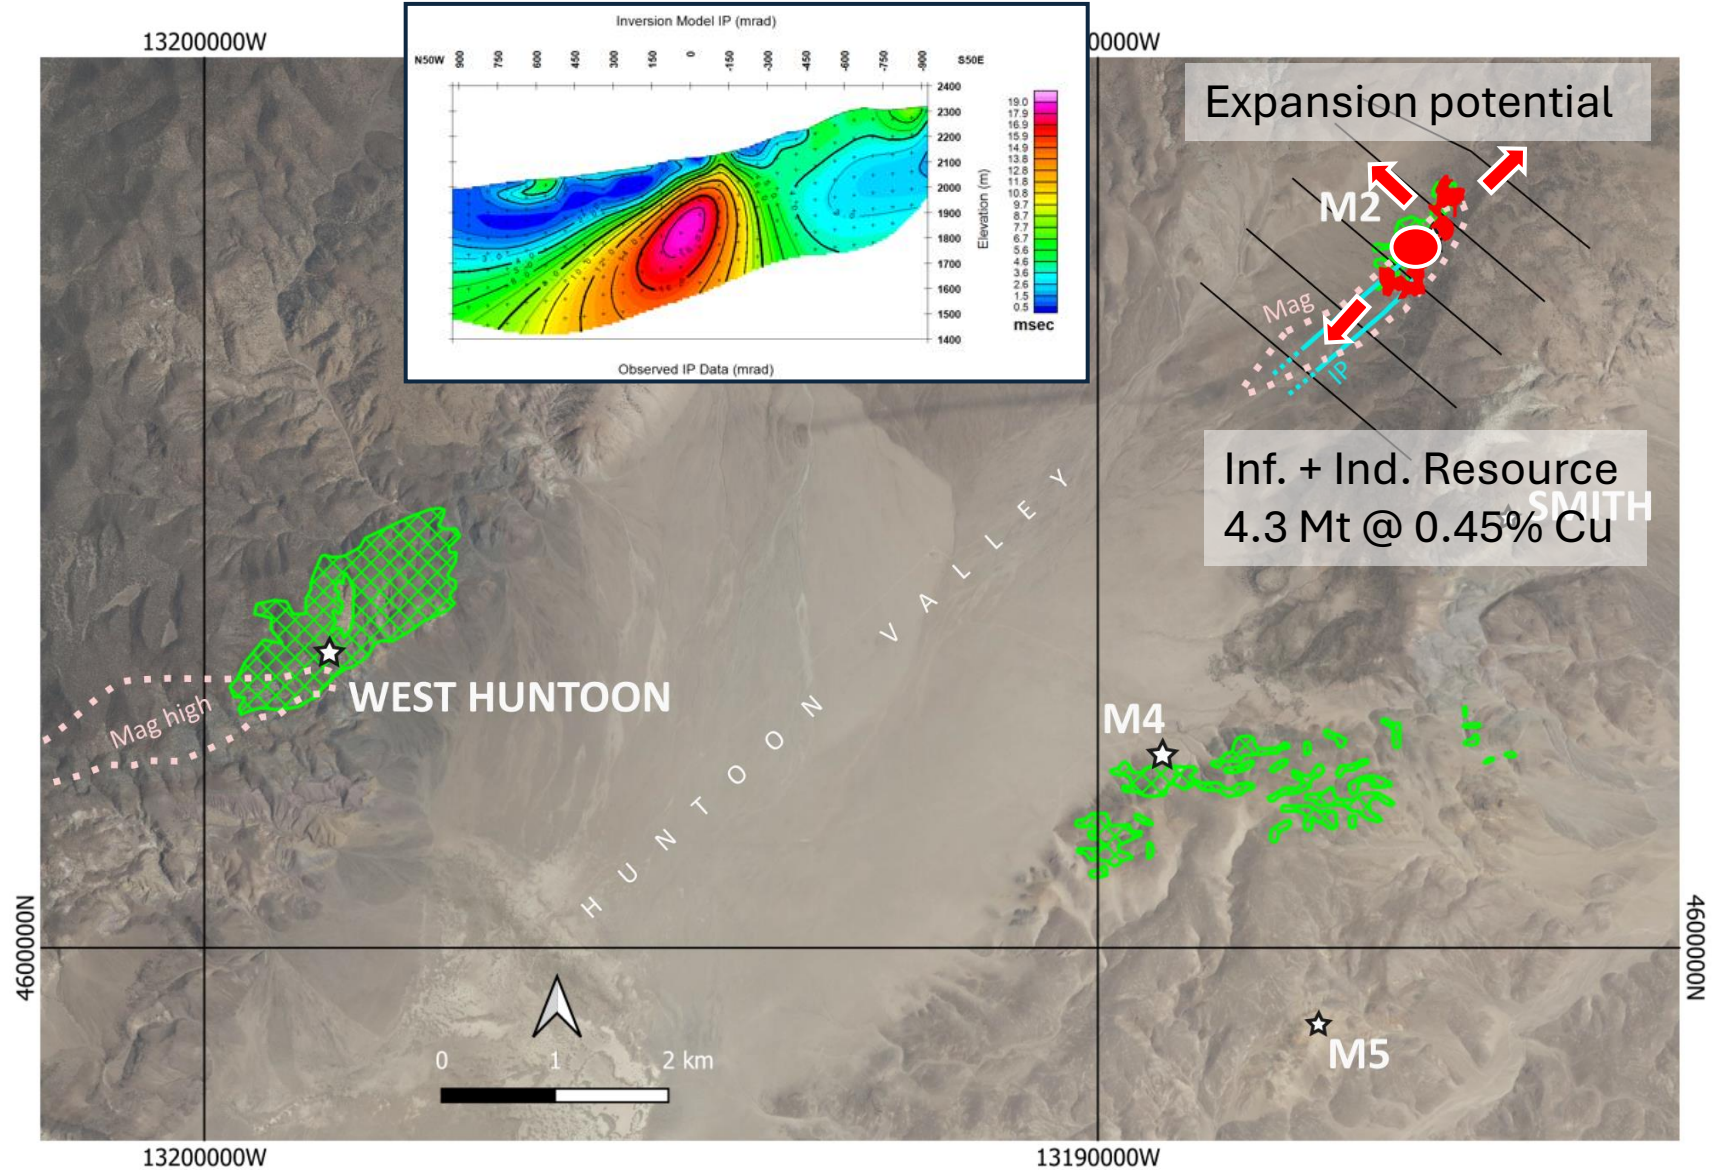 13200000W
0000W
Inversion Model IP (mrad)
N50W 900 750 600 450 300 150 0 -150 -300 -450 -600 -750 -900 S50E
2400
2300
2200
2100
2000
1900
1800
1700
1600
1500
1400
Elevation (m)
19.0
17.9
16.9
15.9
14.9
13.8
12.8
11.8
10.8
9.7
8.7
7.7
6.7
5.6
4.6
3.6
2.6
1.5
0.5
msec
Observed IP Data (mrad)
Expansion potential
M2
Mag
IP
Inf. + Ind. Resource
4.3 Mt @ 0.45% Cu
SMITH
HUNTOON VALLEY
WEST HUNTOON
Mag high
M4
M5
4600000N
4600000N
0 1 2 km
13200000W
13190000W